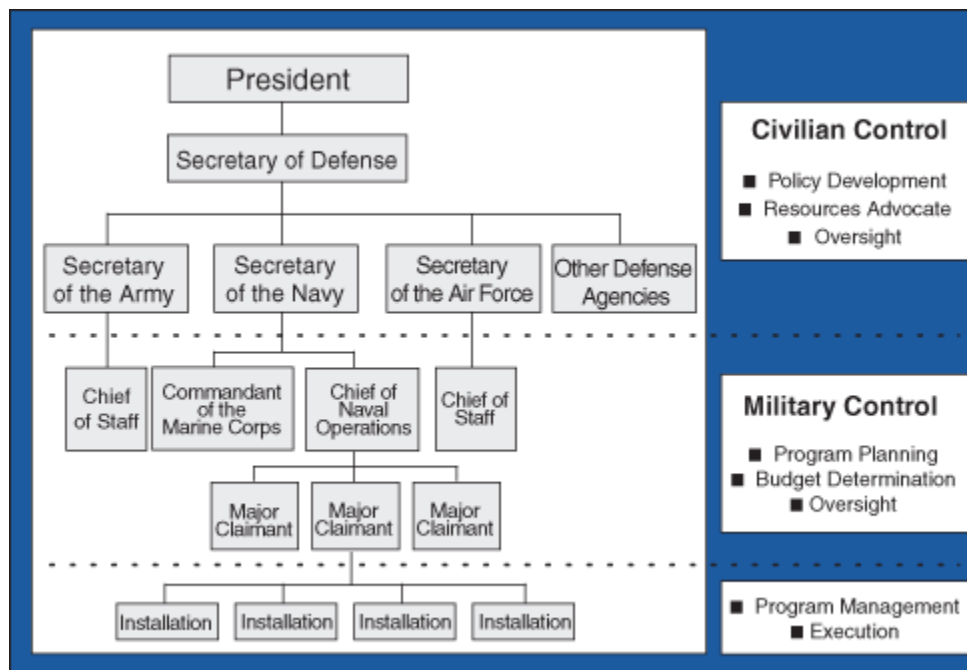 President
Secretary of Defense
Secretary
of the Army
Secretary
of the Navy
Secretary
of the Air Force
Other Defense
Agencies
Chief
of Staff
Commandant
of the
Marine Corps
Chief of
Naval
Operations
Chief of
Staff
Major
Claimant
Major
Claimant
Major
Claimant
Installation
Installation
Installation
Installation
Civilian Control
■ Policy Development
■ Resources Advocate
■ Oversight
Military Control
■ Program Planning
■ Budget Determination
■ Oversight
■ Program Management
■ Execution